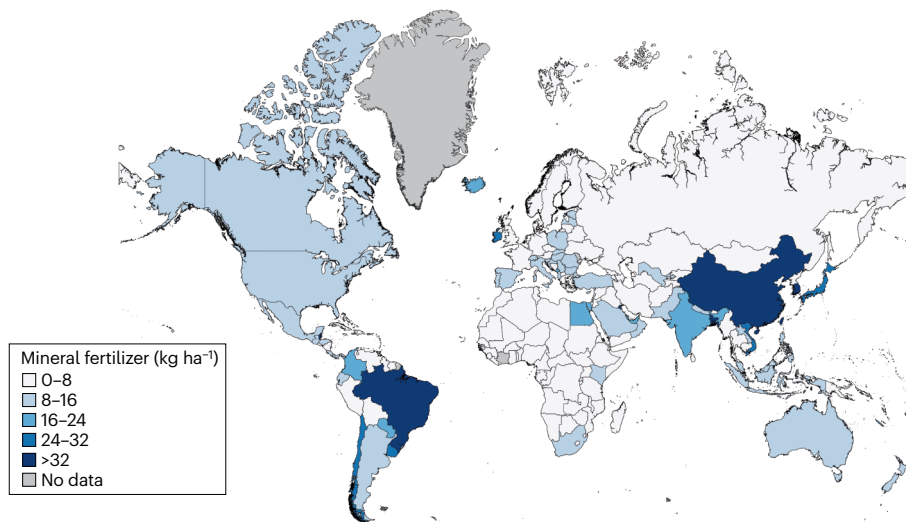 Mineral fertilizer (kg ha⁻¹)
0–8
8–16
16–24
24–32
>32
No data